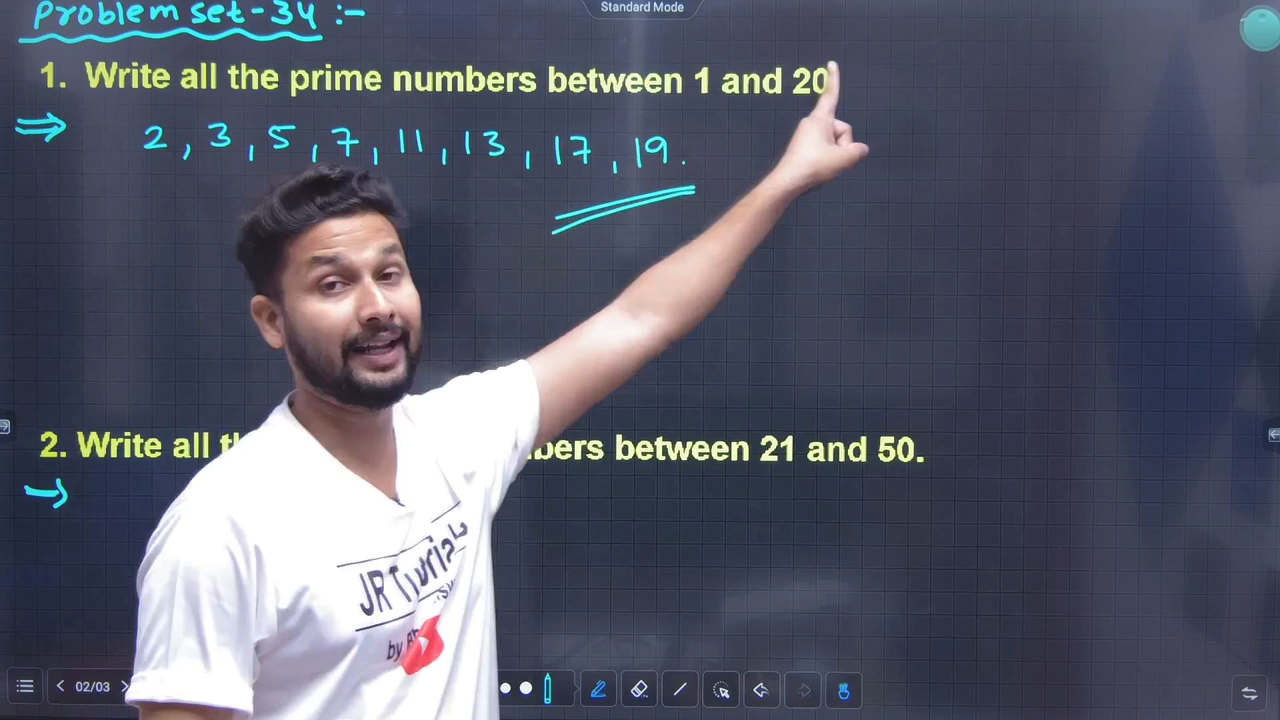 Standard Mode
Problem set-34 :-
1. Write all the prime numbers between 1 and 20
⇒ 2, 3, 5, 7, 11, 13, 17, 19.
2. Write all bers between 21 and 50.
→
JR Tutorials
by
02/03